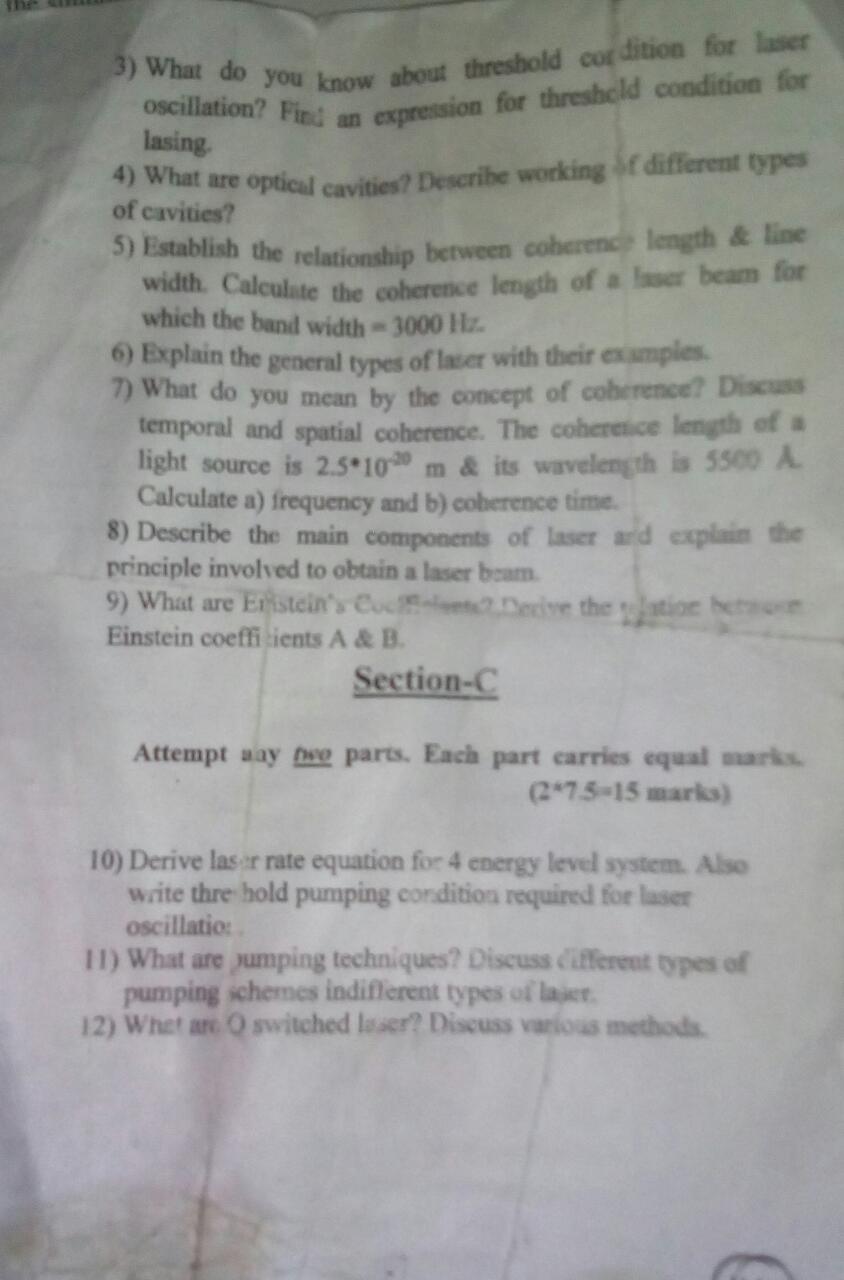 the
3) What do you know about threshold condition for laser
oscillation? Find an expression for threshold condition for
lasing.
4) What are optical cavities? Describe working of different types
of cavities?
5) Establish the relationship between coherence length & line
width. Calculate the coherence length of a laser beam for
which the band width = 3000 Hz.
6) Explain the general types of laser with their examples.
7) What do you mean by the concept of coherence? Discuss
temporal and spatial coherence. The coherence length of a
light source is 2.5*10⁻²⁰ m & its wavelength is 5500 Å.
Calculate a) frequency and b) coherence time.
8) Describe the main components of laser and explain the
principle involved to obtain a laser beam.
9) What are Einstein's Coefficients? Derive the relation between
Einstein coefficients A & B.
Section-C
Attempt any two parts. Each part carries equal marks.
(2*7.5=15 marks)
10) Derive laser rate equation for 4 energy level system. Also
write threshold pumping condition required for laser
oscillation.
11) What are pumping techniques? Discuss different types of
pumping schemes indifferent types of laser.
12) What are Q switched laser? Discuss various methods.